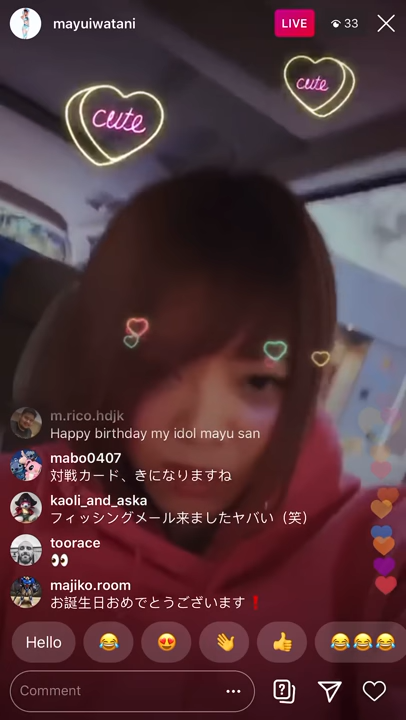 mayuiwatani
LIVE
33
cute
cute
m.rico.hdjk
Happy birthday my idol mayu san
mabo0407
対戦カード、きになりますね
kaoli_and_aska
フィッシングメール来ましたヤバい（笑）
toorace
👀
majiko.room
お誕生日おめでとうございます❗
Hello
😂
😍
👋
👍
😂😂😂
Comment